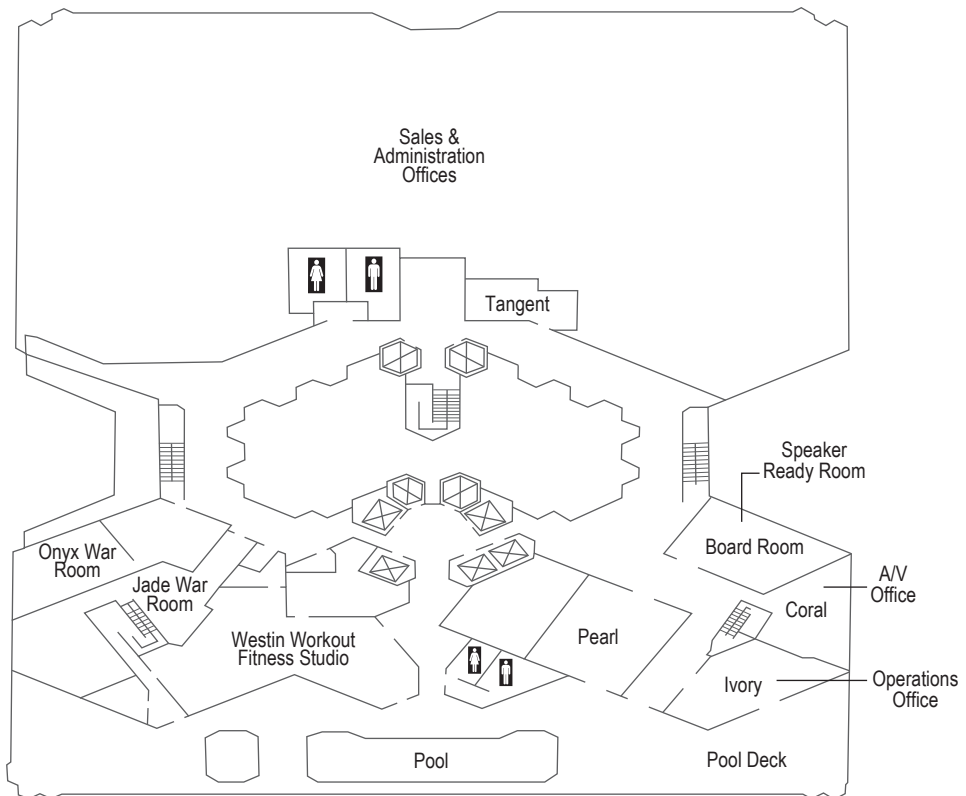 Sales &
Administration
Offices
Tangent
Speaker
Ready Room
Onyx War
Room
Board Room
Jade War
Room
A/V
Office
Coral
Westin Workout
Fitness Studio
Pearl
Ivory
Operations
Office
Pool
Pool Deck